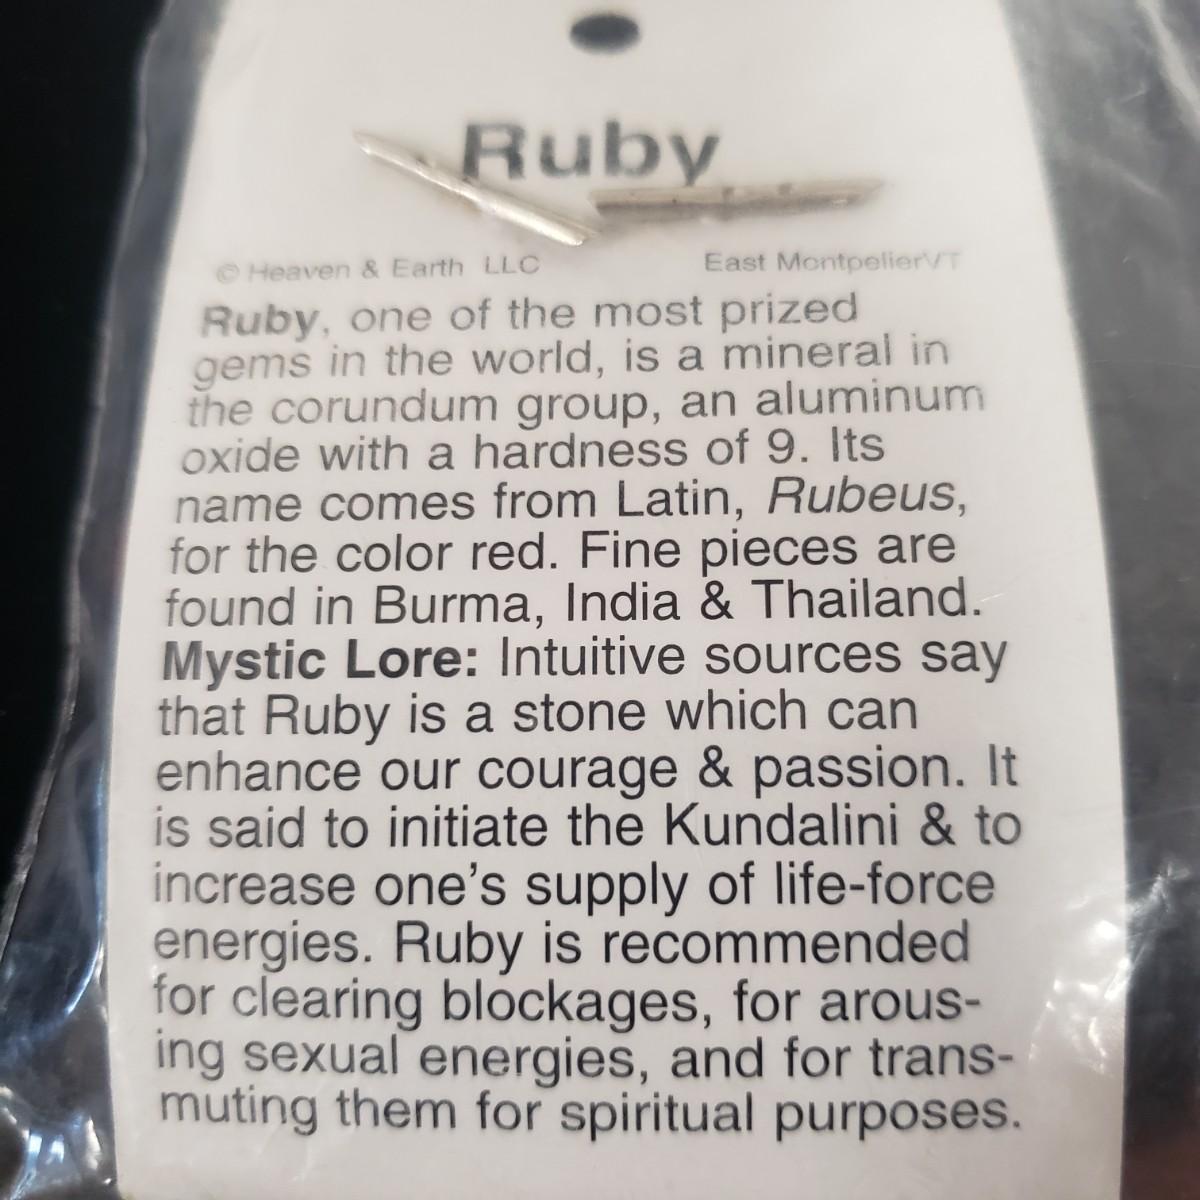 Ruby
© Heaven & Earth LLC East MontpelierVT
Ruby, one of the most prized
gems in the world, is a mineral in
the corundum group, an aluminum
oxide with a hardness of 9. Its
name comes from Latin, Rubeus,
for the color red. Fine pieces are
found in Burma, India & Thailand.
Mystic Lore: Intuitive sources say
that Ruby is a stone which can
enhance our courage & passion. It
is said to initiate the Kundalini & to
increase one's supply of life-force
energies. Ruby is recommended
for clearing blockages, for arous-
ing sexual energies, and for trans-
muting them for spiritual purposes.